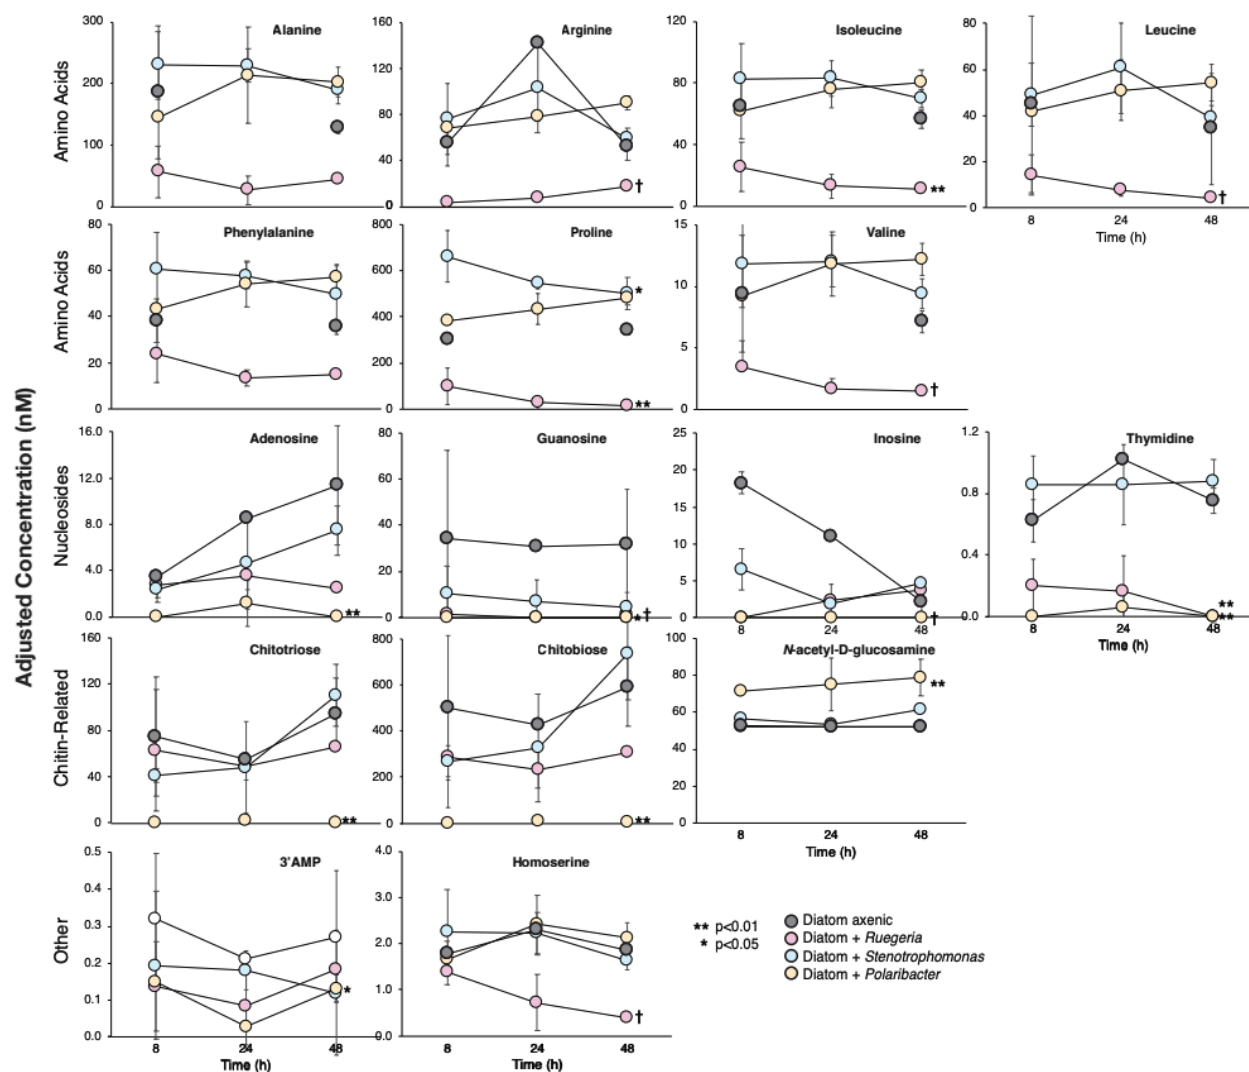 Adjusted Concentration (nM)
Amino Acids
Alanine
300
200
100
0
Arginine
160
120
80
40
0
†
Isoleucine
120
80
40
0
**
Leucine
80
60
40
20
0
†
8 24 48
Time (h)
Amino Acids
Phenylalanine
80
60
40
20
0
Proline
800
600
400
200
0
*
**
Valine
15
10
5
0
†
Nucleosides
Adenosine
16.0
12.0
8.0
4.0
0.0
**
Guanosine
80
60
40
20
0
*†
Inosine
25
20
15
10
5
0
†
8 24 48
Thymidine
1.2
0.8
0.4
0.0
**
**
8 24 48
Time (h)
Chitin-Related
Chitotriose
160
120
80
40
0
**
Chitobiose
800
600
400
200
0
**
N-acetyl-D-glucosamine
100
80
60
40
20
0
**
8 24 48
Time (h)
Other
3'AMP
0.5
0.4
0.3
0.2
0.1
0.0
*
8 24 48
Time (h)
Homoserine
4.0
3.0
2.0
1.0
0.0
†
8 24 48
Time (h)
** p<0.01
* p<0.05
Diatom axenic
Diatom + Ruegeria
Diatom + Stenotrophomonas
Diatom + Polaribacter